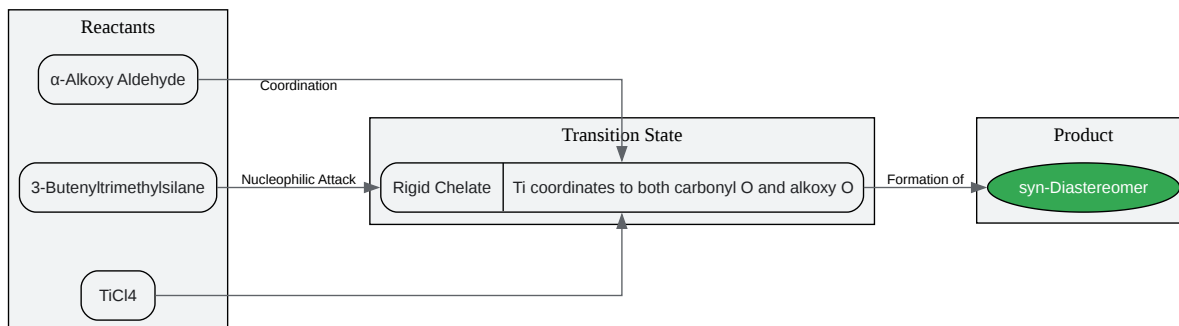 Reactants
α-Alkoxy Aldehyde
Coordination
Transition State
Product
3-Butenyltrimethylsilane
Nucleophilic Attack
Rigid Chelate
Ti coordinates to both carbonyl O and alkoxy O
Formation of
syn-Diastereomer
TiCl4